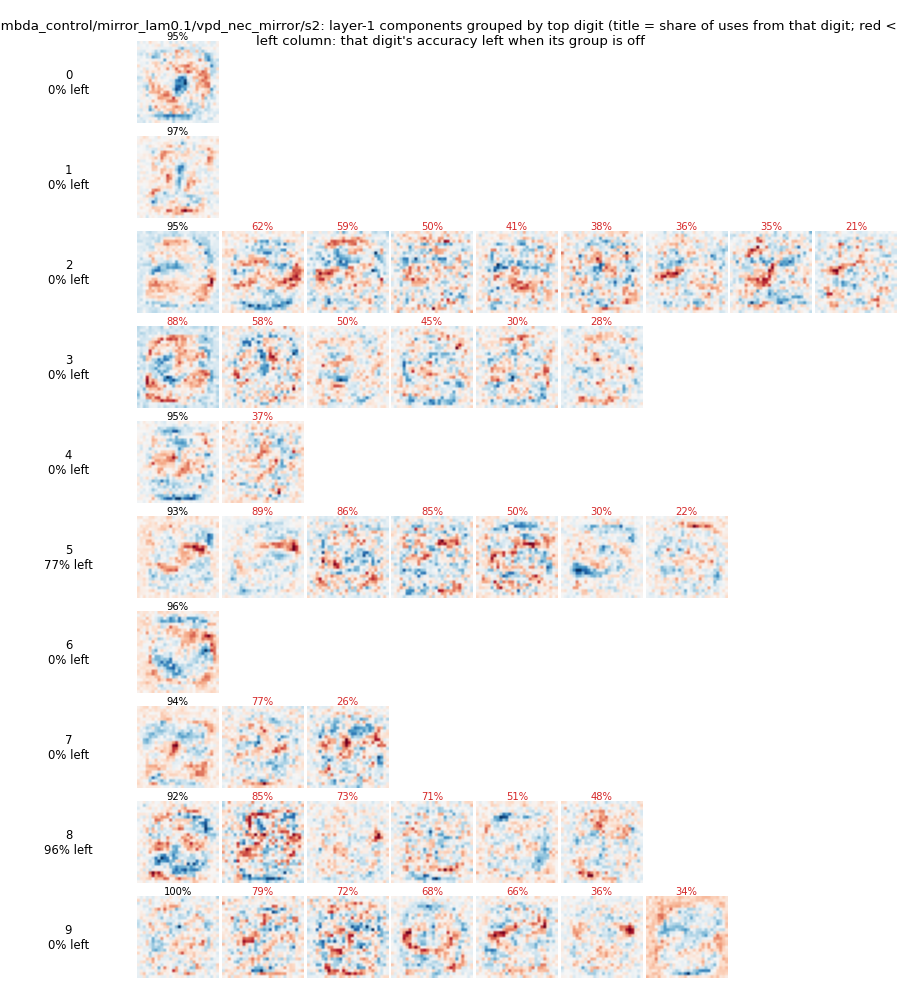 mbda_control/mirror_lam0.1/vpd_nec_mirror/s2: layer-1 components grouped by top digit (title = share of uses from that digit; red <
left column: that digit's accuracy left when its group is off
95%
0
0% left
97%
1
0% left
95% 62% 59% 50% 41% 38% 36% 35% 21%
2
0% left
88% 58% 50% 45% 30% 28%
3
0% left
95% 37%
4
0% left
93% 89% 86% 85% 50% 30% 22%
5
77% left
96%
6
0% left
94% 77% 26%
7
0% left
92% 85% 73% 71% 51% 48%
8
96% left
100% 79% 72% 68% 66% 36% 34%
9
0% left